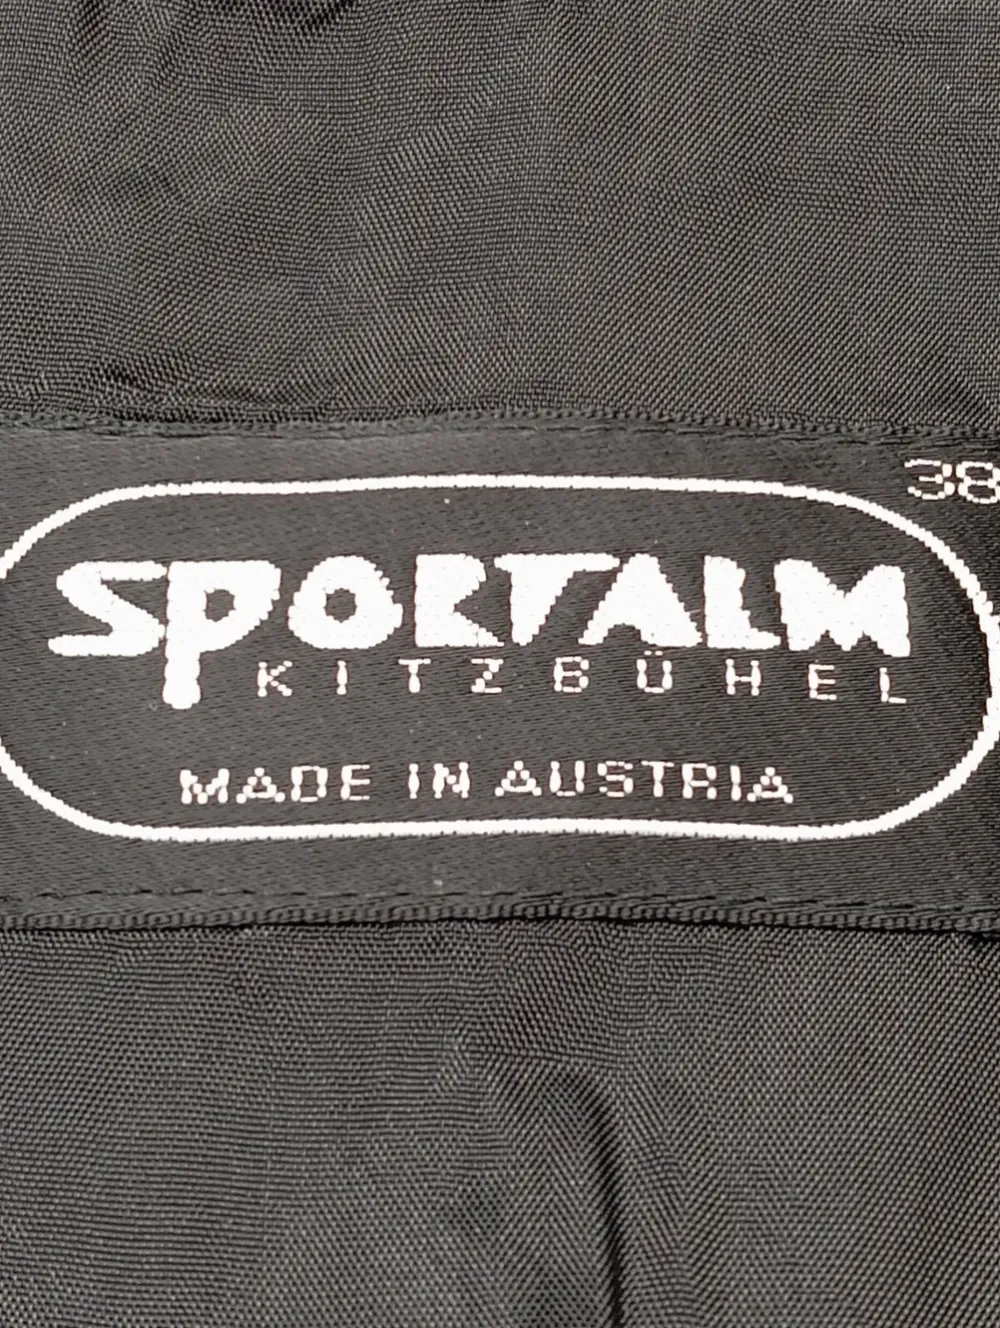 38
SPORTALM
KITZBÜHEL
MADE IN AUSTRIA